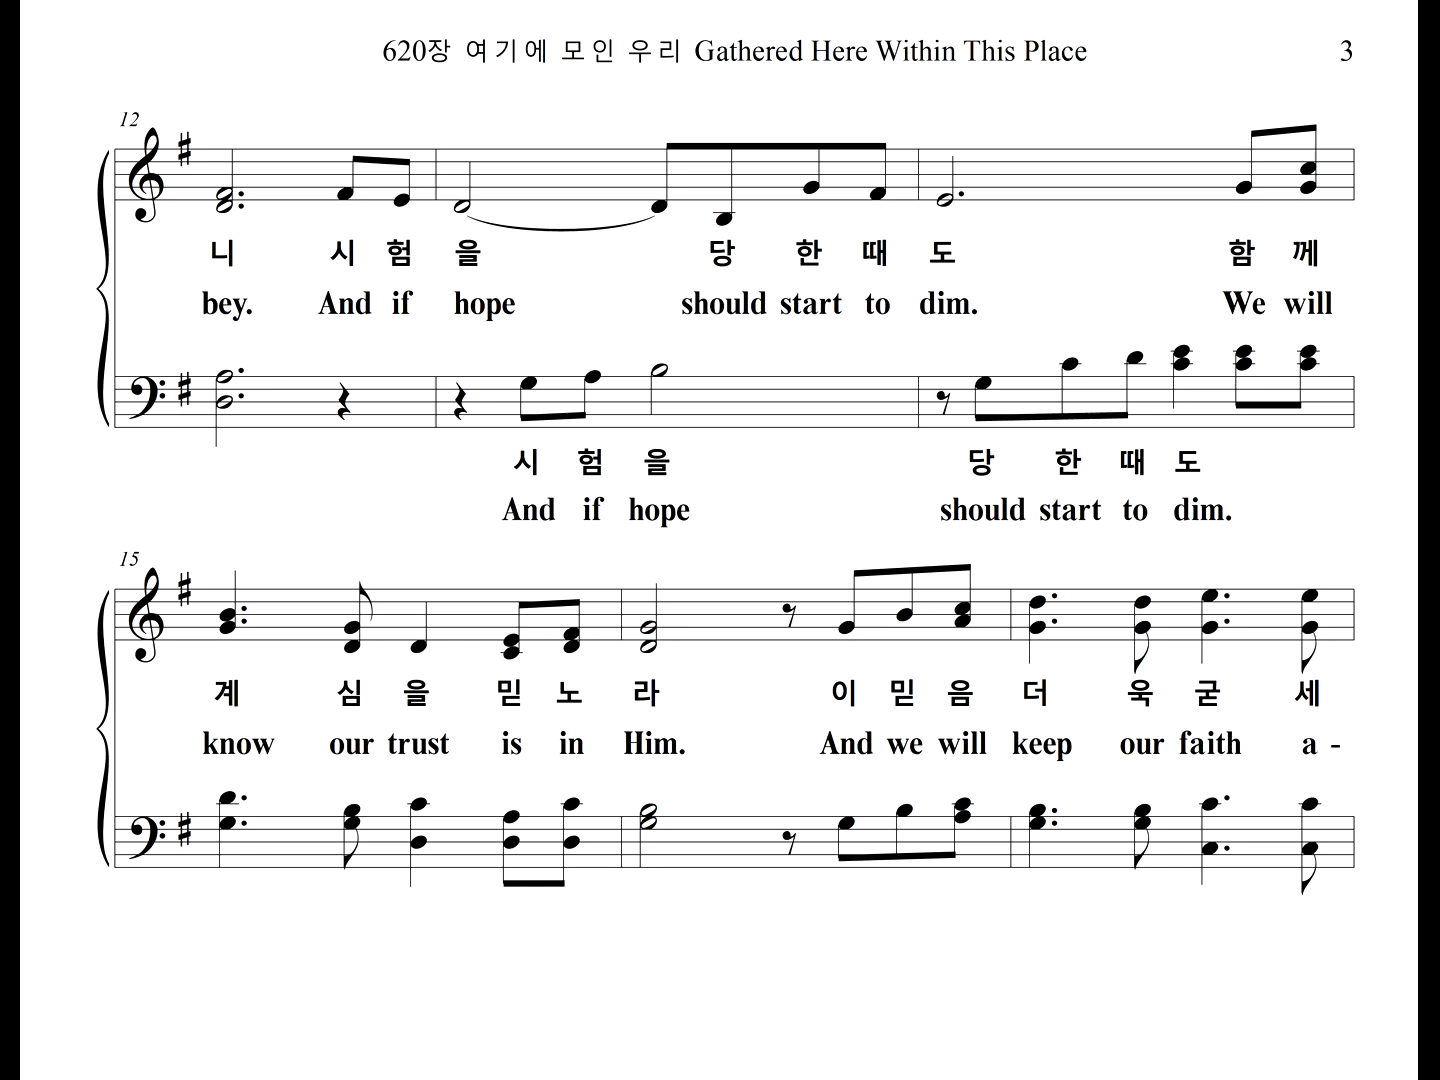 620장 여기에 모인 우리 Gathered Here Within This Place 3
12
니 시 험 을 당 한 때 도 함 께
bey. And if hope should start to dim. We will
시 험 을 당 한 때 도
And if hope should start to dim.
15
계 심 을 믿 노 라 이 믿 음 더 욱 굳 세
know our trust is in Him. And we will keep our faith a -